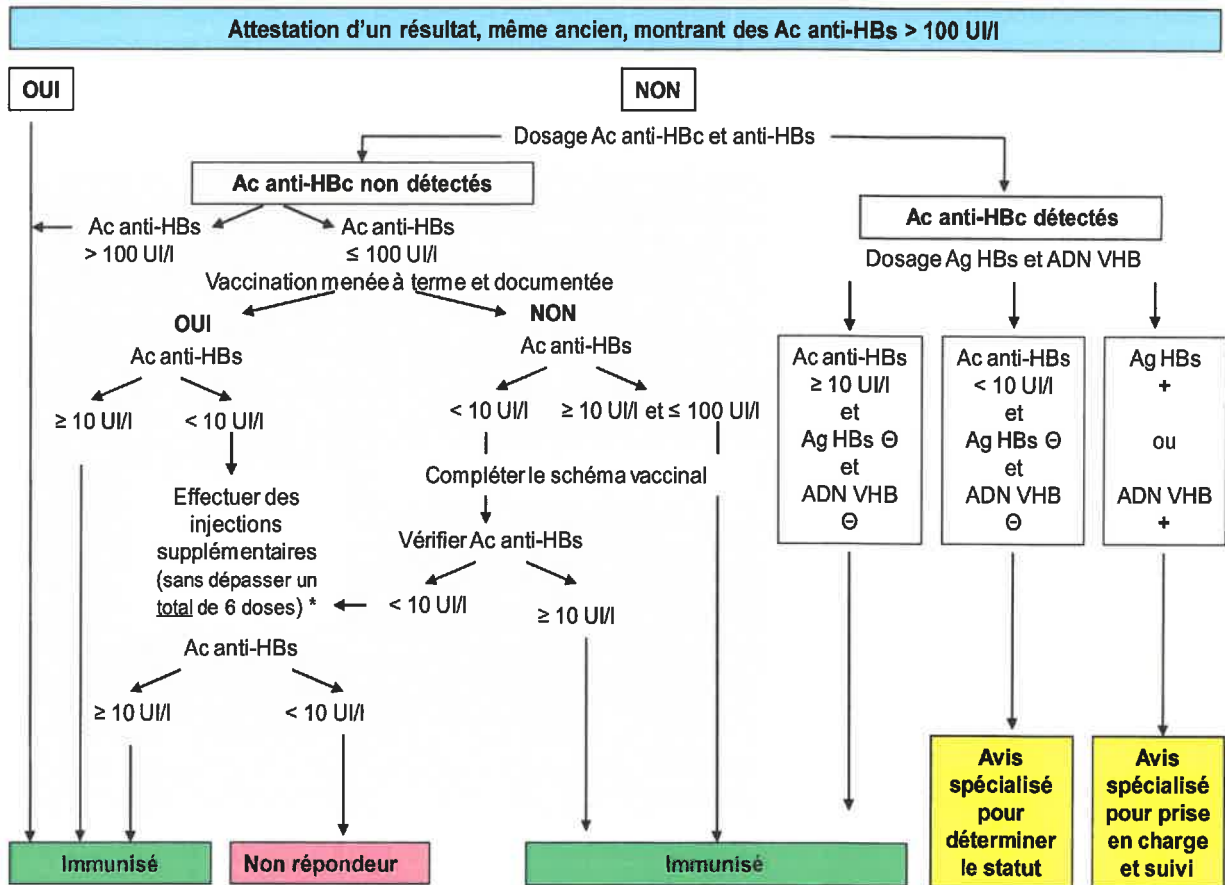 Attestation d'un résultat, même ancien, montrant des Ac anti-HBs > 100 UI/l
OUI
NON
Dosage Ac anti-HBc et anti-HBs
Ac anti-HBc non détectés
Ac anti-HBs
> 100 UI/l
Ac anti-HBs
≤ 100 UI/l
Vaccination menée à terme et documentée
OUI
Ac anti-HBs
≥ 10 UI/l
< 10 UI/l
Effectuer des
injections
supplémentaires
(sans dépasser un
total de 6 doses) *
Ac anti-HBs
≥ 10 UI/l
< 10 UI/l
NON
Ac anti-HBs
< 10 UI/l
≥ 10 UI/l et ≤ 100 UI/l
Compléter le schéma vaccinal
Vérifier Ac anti-HBs
< 10 UI/l
≥ 10 UI/l
Ac anti-HBc détectés
Dosage Ag HBs et ADN VHB
Ac anti-HBs
≥ 10 UI/l
et
Ag HBs Θ
et
ADN VHB
Θ
Ac anti-HBs
< 10 UI/l
et
Ag HBs Θ
et
ADN VHB
Θ
Ag HBs
+
ou
ADN VHB
+
Immunisé
Non répondeur
Immunisé
Avis
spécialisé
pour
déterminer
le statut
Avis
spécialisé
pour prise
en charge
et suivi